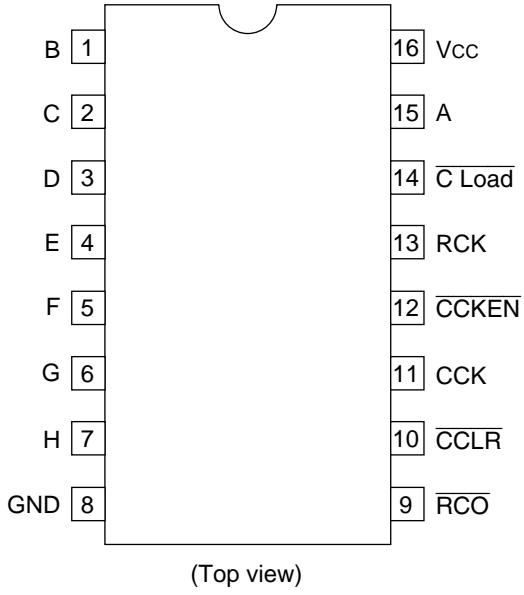 B 1 16 Vcc
C 2 15 A
D 3 14 C Load
E 4 13 RCK
F 5 12 CCKEN
G 6 11 CCK
H 7 10 CCLR
GND 8 9 RCO
(Top view)